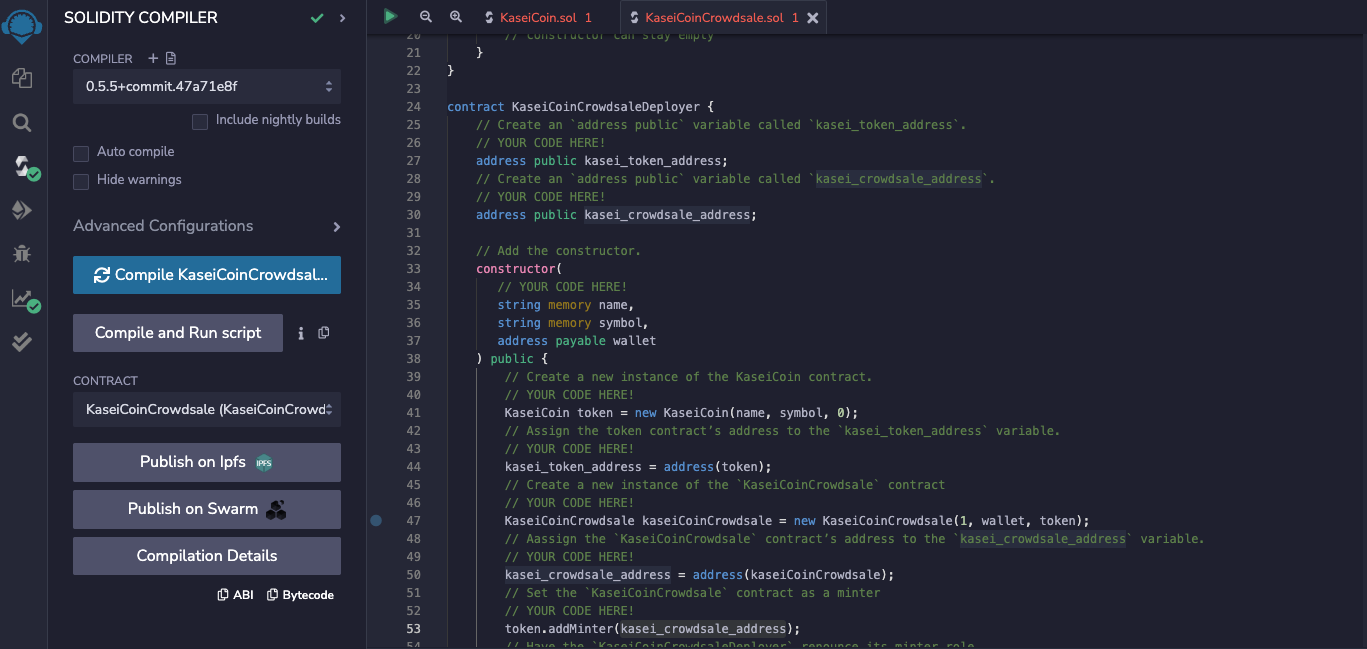 SOLIDITY COMPILER
COMPILER
0.5.5+commit.47a71e8f
Include nightly builds
Auto compile
Hide warnings
Advanced Configurations
Compile KaseiCoinCrowdsal...
Compile and Run script
CONTRACT
KaseiCoinCrowdsale (KaseiCoinCrowd
Publish on Ipfs IPFS
Publish on Swarm
Compilation Details
ABI Bytecode
KaseiCoin.sol 1 KaseiCoinCrowdsale.sol 1
20 // constructor can stay empty
21 }
22 }
23
24 contract KaseiCoinCrowdsaleDeployer {
25 // Create an `address public` variable called `kasei_token_address`.
26 // YOUR CODE HERE!
27 address public kasei_token_address;
28 // Create an `address public` variable called `kasei_crowdsale_address`.
29 // YOUR CODE HERE!
30 address public kasei_crowdsale_address;
31
32 // Add the constructor.
33 constructor(
34 // YOUR CODE HERE!
35 string memory name,
36 string memory symbol,
37 address payable wallet
38 ) public {
39 // Create a new instance of the KaseiCoin contract.
40 // YOUR CODE HERE!
41 KaseiCoin token = new KaseiCoin(name, symbol, 0);
42 // Assign the token contract’s address to the `kasei_token_address` variable.
43 // YOUR CODE HERE!
44 kasei_token_address = address(token);
45 // Create a new instance of the `KaseiCoinCrowdsale` contract
46 // YOUR CODE HERE!
47 KaseiCoinCrowdsale kaseiCoinCrowdsale = new KaseiCoinCrowdsale(1, wallet, token);
48 // Aassign the `KaseiCoinCrowdsale` contract’s address to the `kasei_crowdsale_address` variable.
49 // YOUR CODE HERE!
50 kasei_crowdsale_address = address(kaseiCoinCrowdsale);
51 // Set the `KaseiCoinCrowdsale` contract as a minter
52 // YOUR CODE HERE!
53 token.addMinter(kasei_crowdsale_address);
54 // Have the `KaseiCoinCrowdsaleDeployer` renounce its minter role